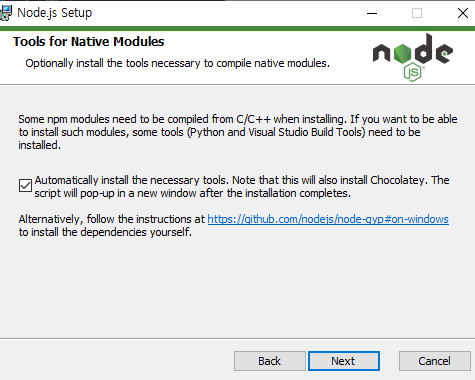 Node.js Setup
Tools for Native Modules
Optionally install the tools necessary to compile native modules.
node
JS
Some npm modules need to be compiled from C/C++ when installing. If you want to be able
to install such modules, some tools (Python and Visual Studio Build Tools) need to be
installed.
Automatically install the necessary tools. Note that this will also install Chocolatey. The
script will pop-up in a new window after the installation completes.
Alternatively, follow the instructions at https://github.com/nodejs/node-gyp#on-windows
to install the dependencies yourself.
Back
Next
Cancel